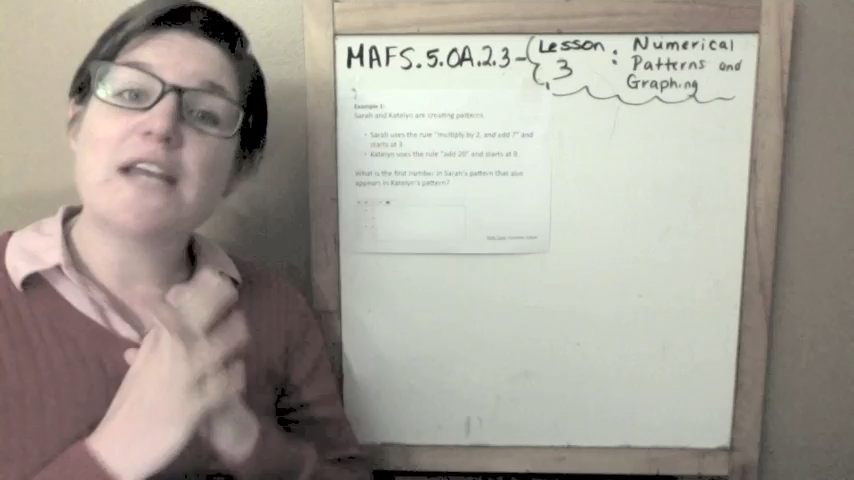 MAFS.5.OA.2.3- Lesson 3 : Numerical
Patterns and
Graphing
Example 1:
Sarah and Katelyn are creating patterns.
• Sarah uses the rule "multiply by 2, and add 7" and
starts at 3.
• Katelyn uses the rule "add 20" and starts at 9.
What is the first number in Sarah's pattern that also
appears in Katelyn's pattern?